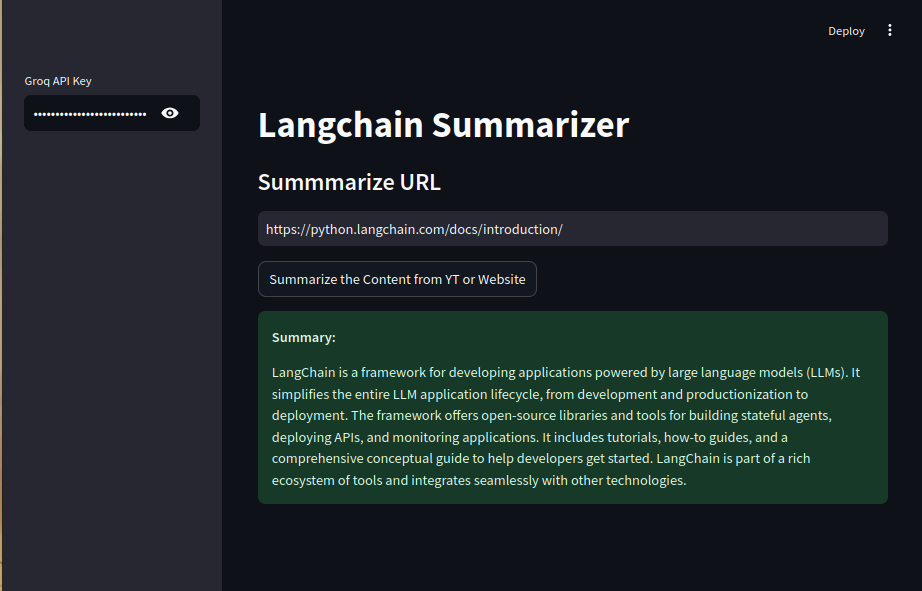 Deploy
Groq API Key
Langchain Summarizer
Summmarize URL
https://python.langchain.com/docs/introduction/
Summarize the Content from YT or Website
Summary:
LangChain is a framework for developing applications powered by large language models (LLMs). It
simplifies the entire LLM application lifecycle, from development and productionization to
deployment. The framework offers open-source libraries and tools for building stateful agents,
deploying APIs, and monitoring applications. It includes tutorials, how-to guides, and a
comprehensive conceptual guide to help developers get started. LangChain is part of a rich
ecosystem of tools and integrates seamlessly with other technologies.